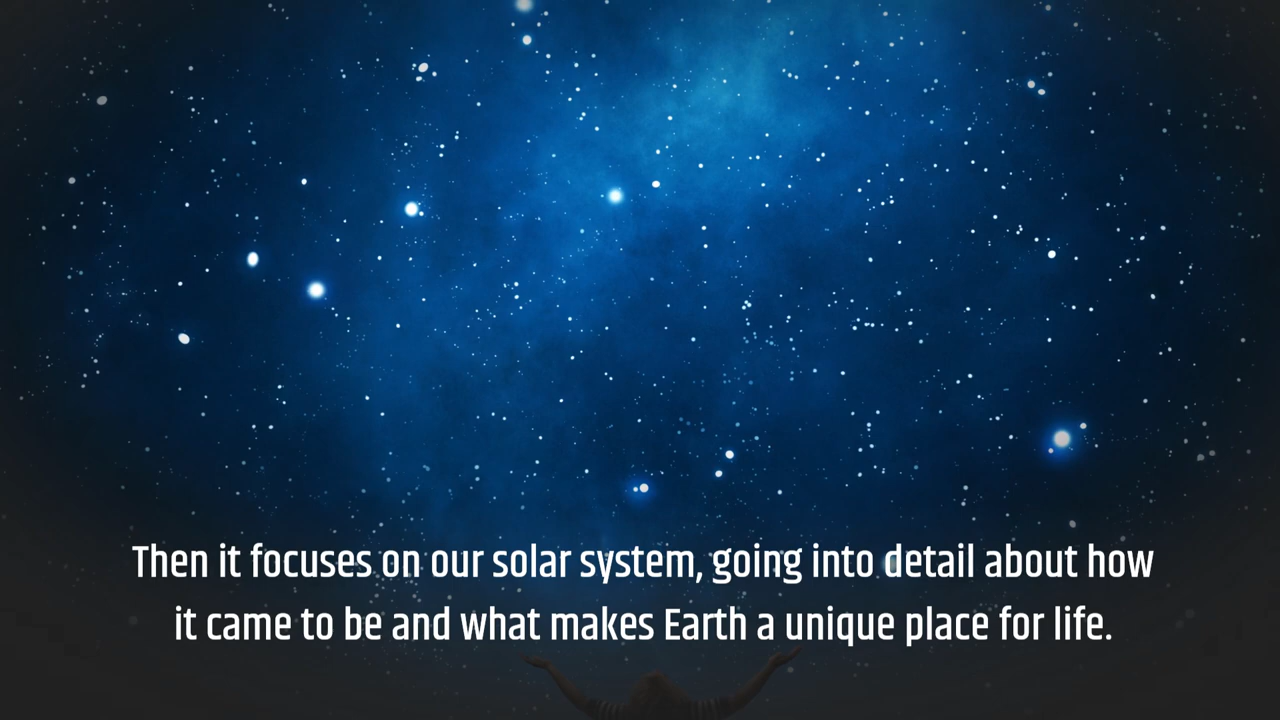 Then it focuses on our solar system, going into detail about how
it came to be and what makes Earth a unique place for life.